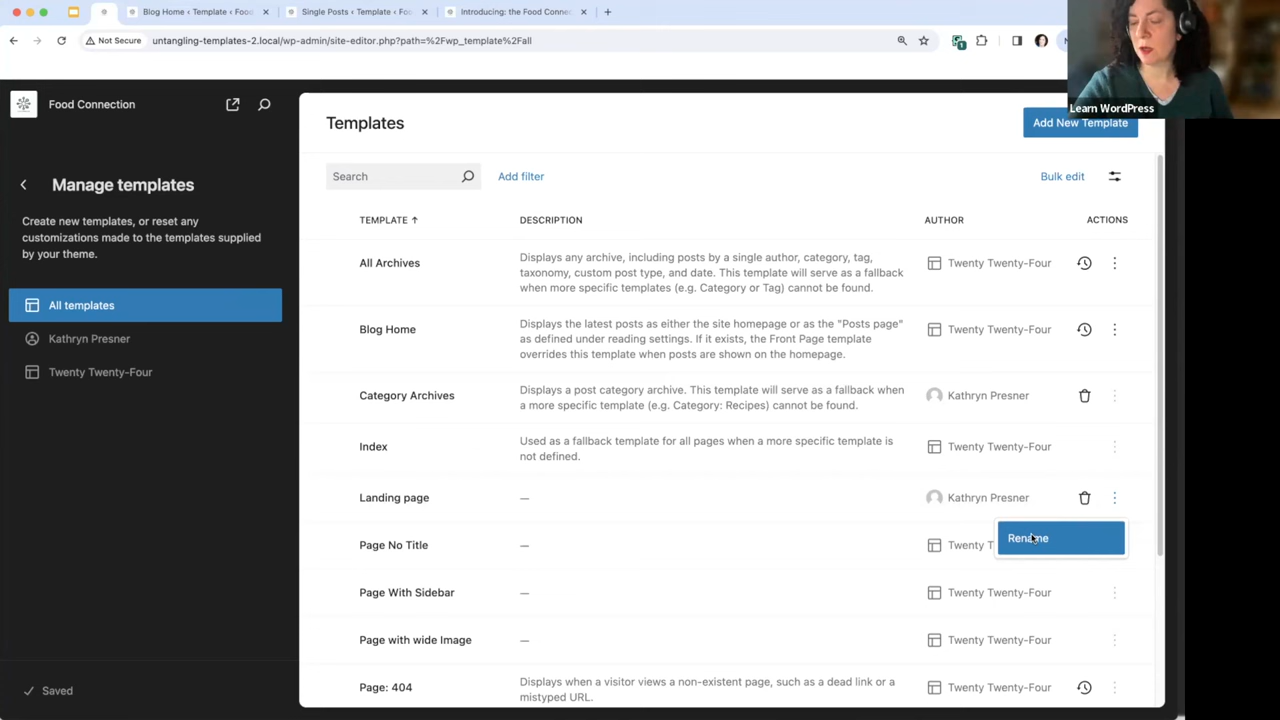 Blog Home ‹ Template ‹ Food
Single Posts ‹ Template ‹ Foo
Introducing: the Food Connec
Not Secure
untangling-templates-2.local/wp-admin/site-editor.php?path=%2Fwp_template%2Fall
1
Learn WordPress
Food Connection
Manage templates
Create new templates, or reset any
customizations made to the templates supplied
by your theme.
All templates
Kathryn Presner
Twenty Twenty-Four
Saved
Templates
Add New Template
Search
Add filter
Bulk edit
TEMPLATE ↑ DESCRIPTION AUTHOR ACTIONS
All Archives
Displays any archive, including posts by a single author, category, tag,
taxonomy, custom post type, and date. This template will serve as a fallback
when more specific templates (e.g. Category or Tag) cannot be found.
Twenty Twenty-Four
Blog Home
Displays the latest posts as either the site homepage or as the "Posts page"
as defined under reading settings. If it exists, the Front Page template
overrides this template when posts are shown on the homepage.
Twenty Twenty-Four
Category Archives
Displays a post category archive. This template will serve as a fallback when
a more specific template (e.g. Category: Recipes) cannot be found.
Kathryn Presner
Index
Used as a fallback template for all pages when a more specific template is
not defined.
Twenty Twenty-Four
Landing page
—
Kathryn Presner
Rename
Page No Title
—
Twenty T
Page With Sidebar
—
Twenty Twenty-Four
Page with wide Image
—
Twenty Twenty-Four
Page: 404
Displays when a visitor views a non-existent page, such as a dead link or a
mistyped URL.
Twenty Twenty-Four